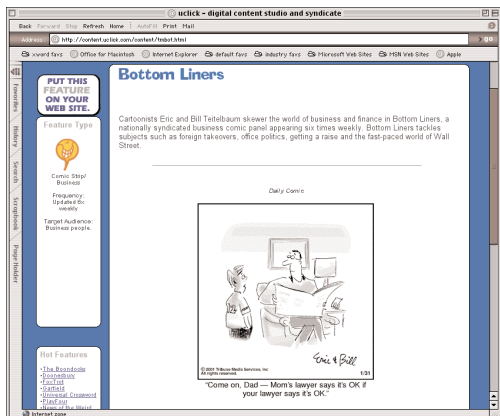 uclick - digital content studio and syndicate
Back Forward Stop Refresh Home AutoFill Print Mail
Address http://content.uclick.com/content/tmbot.html go
xword favs Office for Macintosh Internet Explorer default favs industry favs Microsoft Web Sites MSN Web Sites Apple
Favorites
History
Search
Scrapbook
Page Holder
PUT THIS
FEATURE
ON YOUR
WEB SITE.
Feature Type
Comic Strip/
Business
Frequency:
Updated 6x
weekly
Target Audience:
Business people.
Hot Features
•The Boondocks
•Doonesbury
•FoxTrot
•Garfield
•Universal Crossword
•PlayFour
•News of the Weird
Bottom Liners
Cartoonists Eric and Bill Teitelbaum skewer the world of business and finance in Bottom Liners, a
nationally syndicated business comic panel appearing six times weekly. Bottom Liners tackles
subjects such as foreign takeovers, office politics, getting a raise and the fast-paced world of Wall
Street.
Daily Comic
Eric & Bill
© 2001 Tribune Media Services, Inc
All rights reserved.
1/31
"Come on, Dad — Mom's lawyer says it's OK if
your lawyer says it's OK."
Internet zone